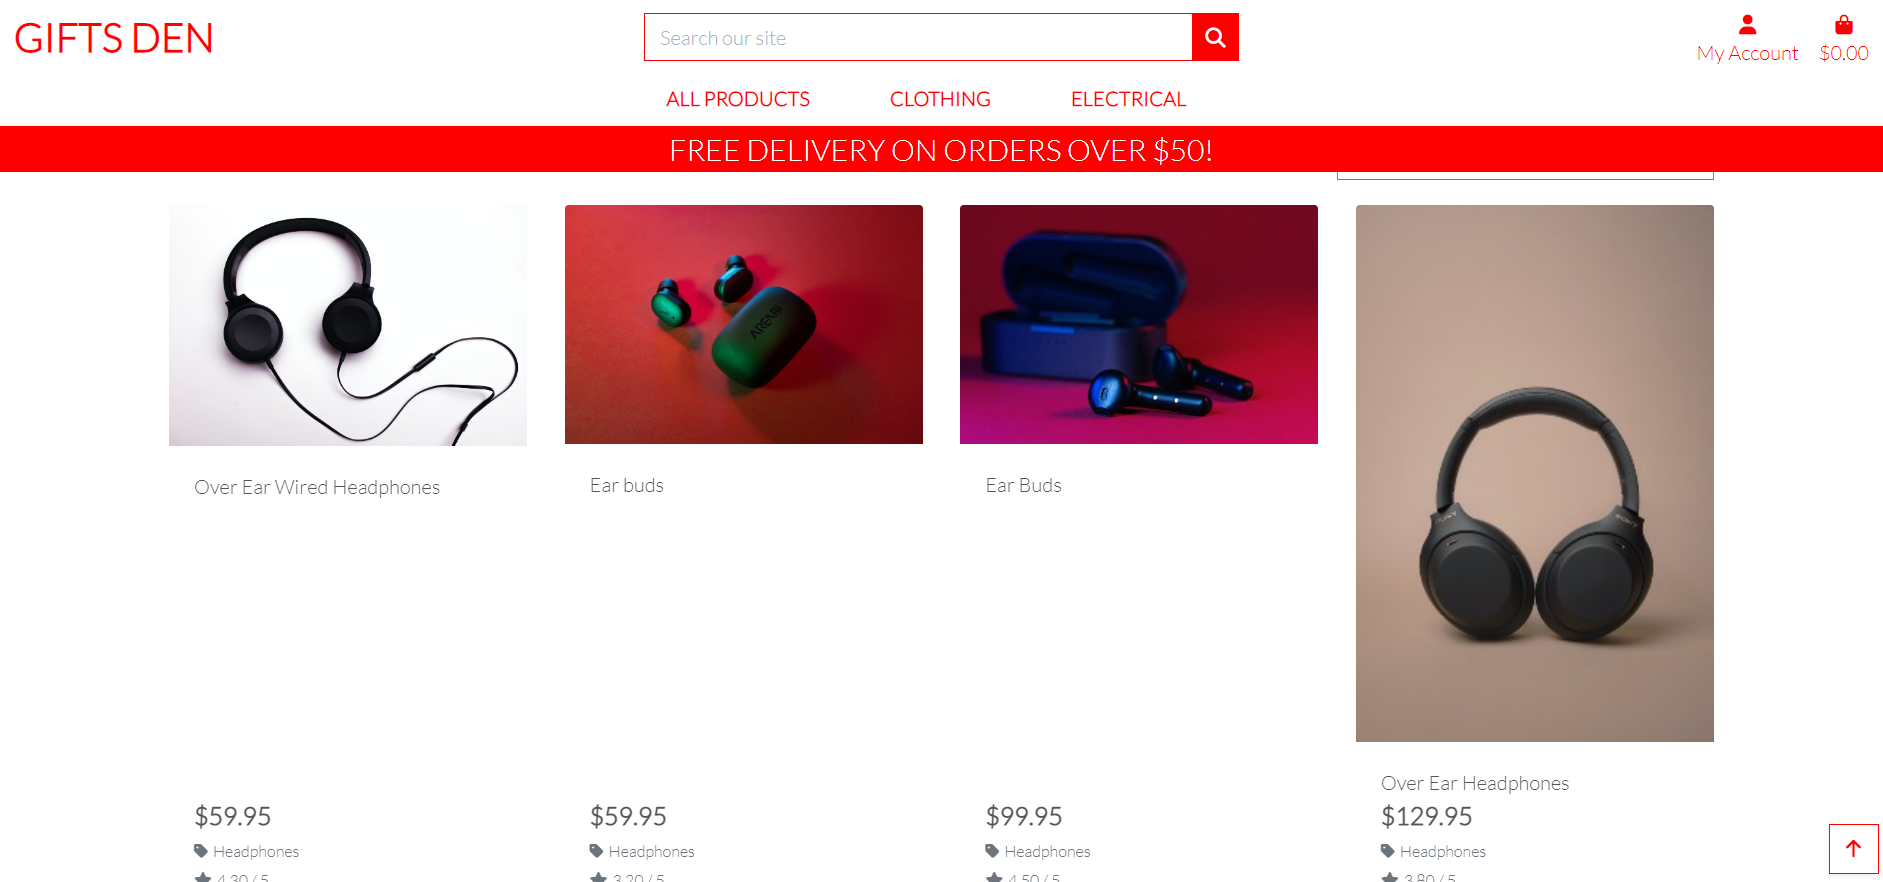 GIFTS DEN
Search our site
My Account
$0.00
ALL PRODUCTS
CLOTHING
ELECTRICAL
FREE DELIVERY ON ORDERS OVER $50!
Over Ear Wired Headphones
Ear buds
Ear Buds
Over Ear Headphones
$59.95
$59.95
$99.95
$129.95
Headphones
Headphones
Headphones
Headphones
4.30 / 5
3.20 / 5
4.50 / 5
3.80 / 5